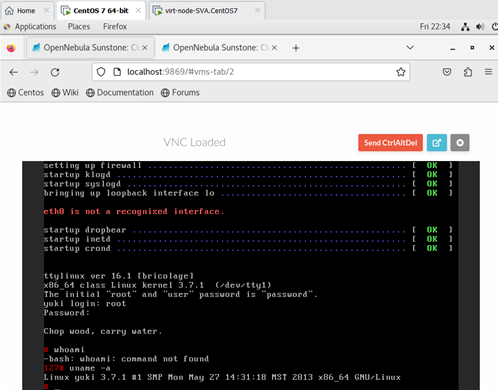 Home CentOS 7 64-bit virt-node-SVA.CentOS7
Applications Places Firefox Fri 22:34
OpenNebula Sunstone: Cl OpenNebula Sunstone: Cl
localhost:9869/#vms-tab/2
Centos Wiki Documentation Forums
VNC Loaded Send CtrlAltDel
setting up firewall ............................................. [ OK ]
startup klogd ................................................... [ OK ]
startup syslogd ................................................. [ OK ]
bringing up loopback interface lo ............................... [ OK ]
eth0 is not a recognized interface.
startup dropbear ................................................ [ OK ]
startup inetd ................................................... [ OK ]
startup crond ................................................... [ OK ]
ttylinux ver 16.1 [bricolage]
x86_64 class Linux kernel 3.7.1 (/dev/tty1)
The initial "root" and "user" password is "password".
yuki login: root
Password:
Chop wood, carry water.
# whoami
-bash: whoami: command not found
127# uname -a
Linux yuki 3.7.1 #1 SMP Mon May 27 14:31:18 MST 2013 x86_64 GNU/Linux
#